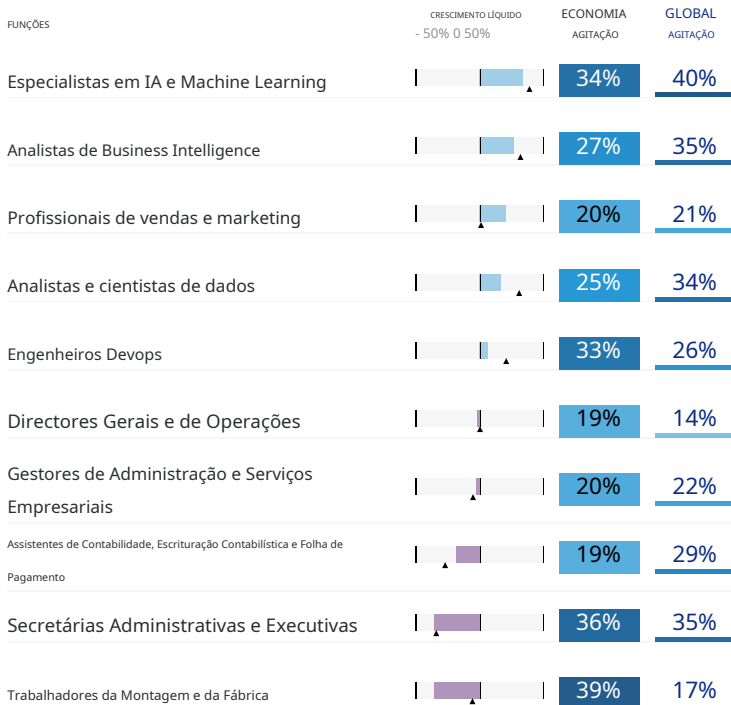 FUNÇÕES
CRESCIMENTO LÍQUIDO
ECONOMIA
GLOBAL
- 50% 0 50%
AGITAÇÃO
AGITAÇÃO
Especialistas em IA e Machine Learning
34%
40%
Analistas de Business Intelligence
27%
35%
Profissionais de vendas e marketing
20%
21%
Analistas e cientistas de dados
25%
34%
Engenheiros Devops
33%
26%
Directores Gerais e de Operações
19%
14%
Gestores de Administração e Serviços
Empresariais
20%
22%
Assistentes de Contabilidade, Escrituração Contabilística e Folha de
Pagamento
19%
29%
Secretárias Administrativas e Executivas
36%
35%
Trabalhadores da Montagem e da Fábrica
39%
17%